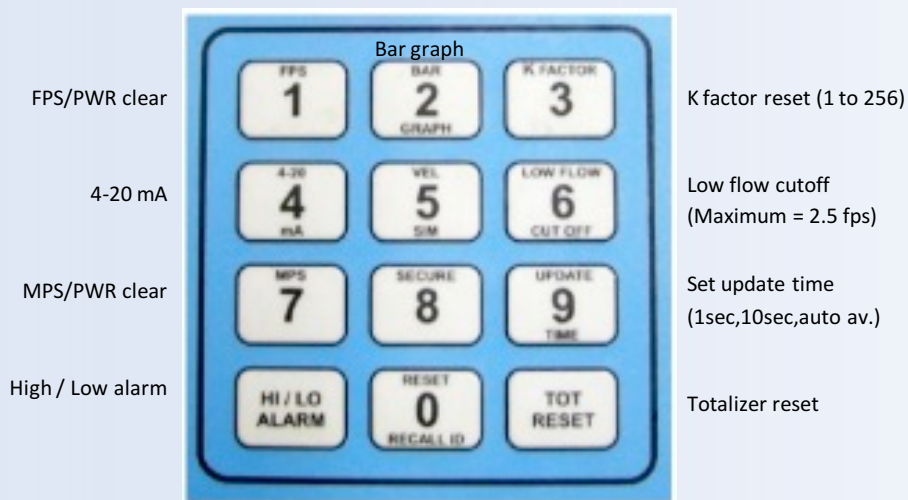 Bar graph
FPS/PWR clear
FPS
1
BAR
2
GRAPH
K FACTOR
3
K factor reset (1 to 256)
4-20 mA
4-20
4
mA
VEL
5
SIM
LOW FLOW
6
CUT OFF
Low flow cutoff
(Maximum = 2.5 fps)
MPS/PWR clear
MPS
7
SECURE
8
UPDATE
9
TIME
Set update time
(1sec,10sec,auto av.)
High / Low alarm
HI / LO
ALARM
RESET
0
RECALL ID
TOT
RESET
Totalizer reset